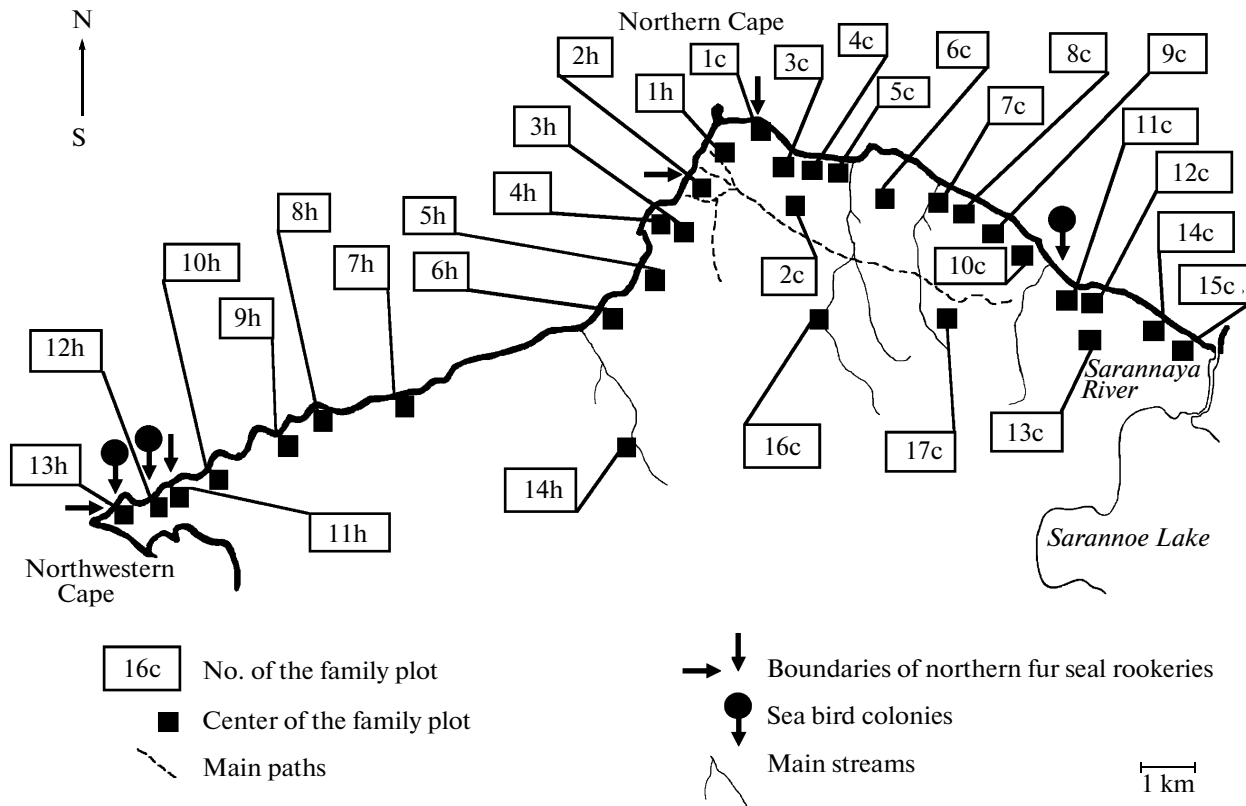 N
S
Northern Cape
2h
1c
3c
4c
6c
8c
9c
1h
5c
7c
11c
3h
12c
4h
8h
5h
14c
10h
7h
6h
2c
10c
15c
9h
12h
Sarannaya
River
13h
14h
16c
17c
13c
11h
Sarannoe Lake
Northwestern
Cape
16c
No. of the family plot
Center of the family plot
Main paths
Boundaries of northern fur seal rookeries
Sea bird colonies
Main streams
1 km